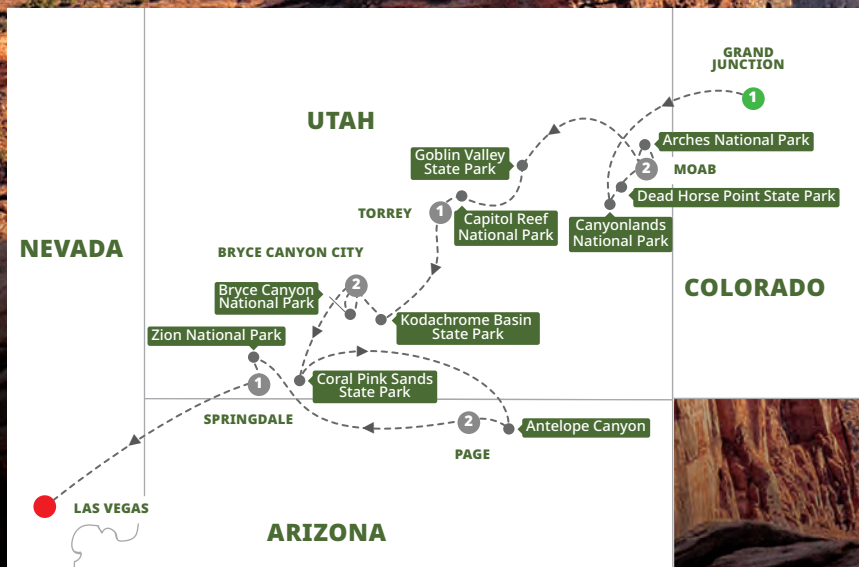 GRAND
JUNCTION
1
UTAH
Arches National Park
Goblin Valley
State Park
2
MOAB
Dead Horse Point State Park
TORREY
1
Capitol Reef
National Park
Canyonlands
National Park
NEVADA
BRYCE CANYON CITY
COLORADO
2
Bryce Canyon
National Park
Kodachrome Basin
State Park
Zion National Park
1
Coral Pink Sands
State Park
SPRINGDALE
2
Antelope Canyon
PAGE
LAS VEGAS
ARIZONA